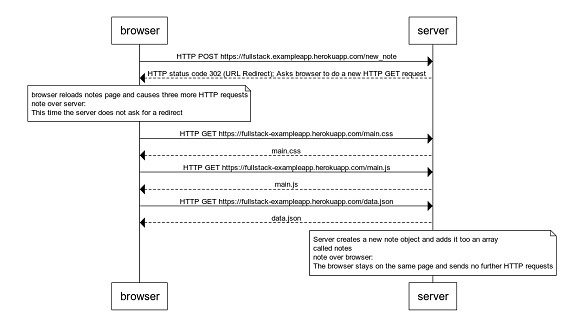 browser
server
HTTP POST https://fullstack.exampleapp.herokuapp.com/new_note
HTTP status code 302 (URL Redirect); Asks browser to do a new HTTP GET request
browser reloads notes page and causes three more HTTP requests
note over server:
This time the server does not ask for a redirect
HTTP GET https://fullstack-exampleapp.herokuapp.com/main.css
main.css
HTTP GET https://fullstack-exampleapp.herokuapp.com/main.js
main.js
HTTP GET https://fullstack-exampleapp.herokuapp.com/data.json
data.json
Server creates a new note object and adds it too an array
called notes
note over browser:
The browser stays on the same page and sends no further HTTP requests
browser
server